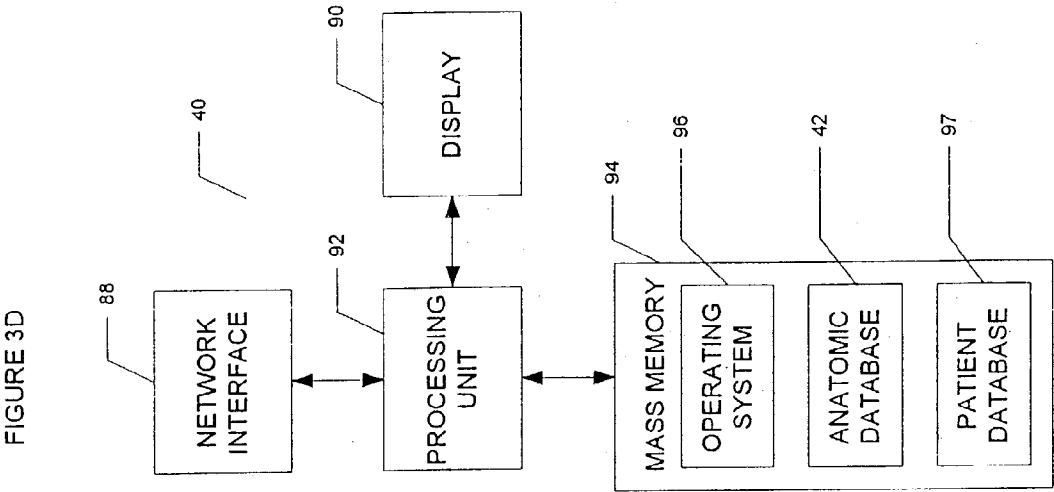 FIGURE 3D
88
NETWORK
INTERFACE
40
92
PROCESSING
UNIT
90
DISPLAY
94
MASS MEMORY
96
OPERATING
SYSTEM
42
ANATOMIC
DATABASE
97
PATIENT
DATABASE